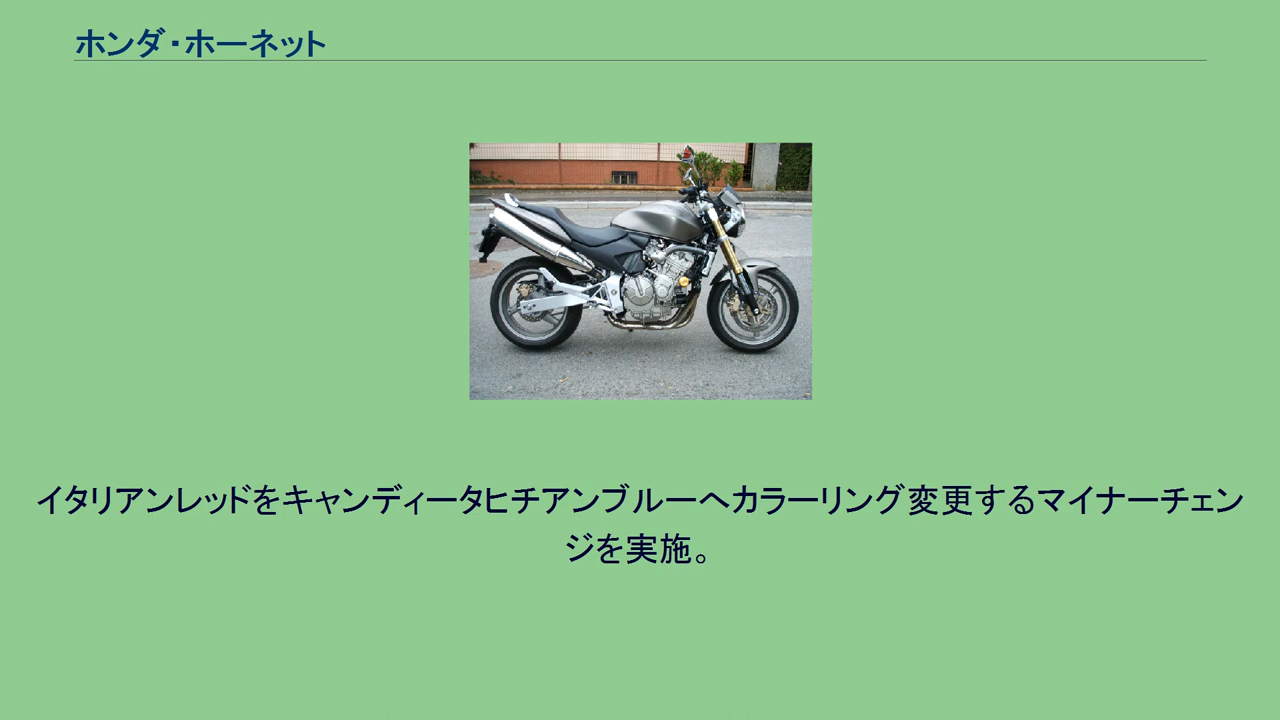 ホンダ・ホーネット
イタリアンレッドをキャンディータヒチアンブルーへカラーリング変更するマイナーチェン
ジを実施。